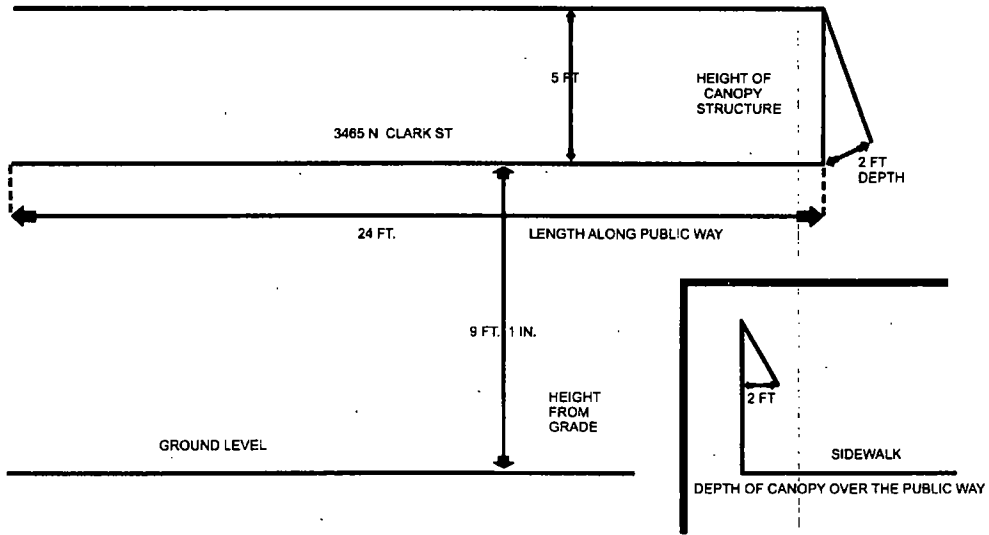 5 FT
HEIGHT OF
CANOPY
STRUCTURE
3465 N CLARK ST
2 FT
DEPTH
24 FT.
LENGTH ALONG PUBLIC WAY
9 FT. 1 IN.
2 FT
HEIGHT
FROM
GRADE
GROUND LEVEL
SIDEWALK
DEPTH OF CANOPY OVER THE PUBLIC WAY